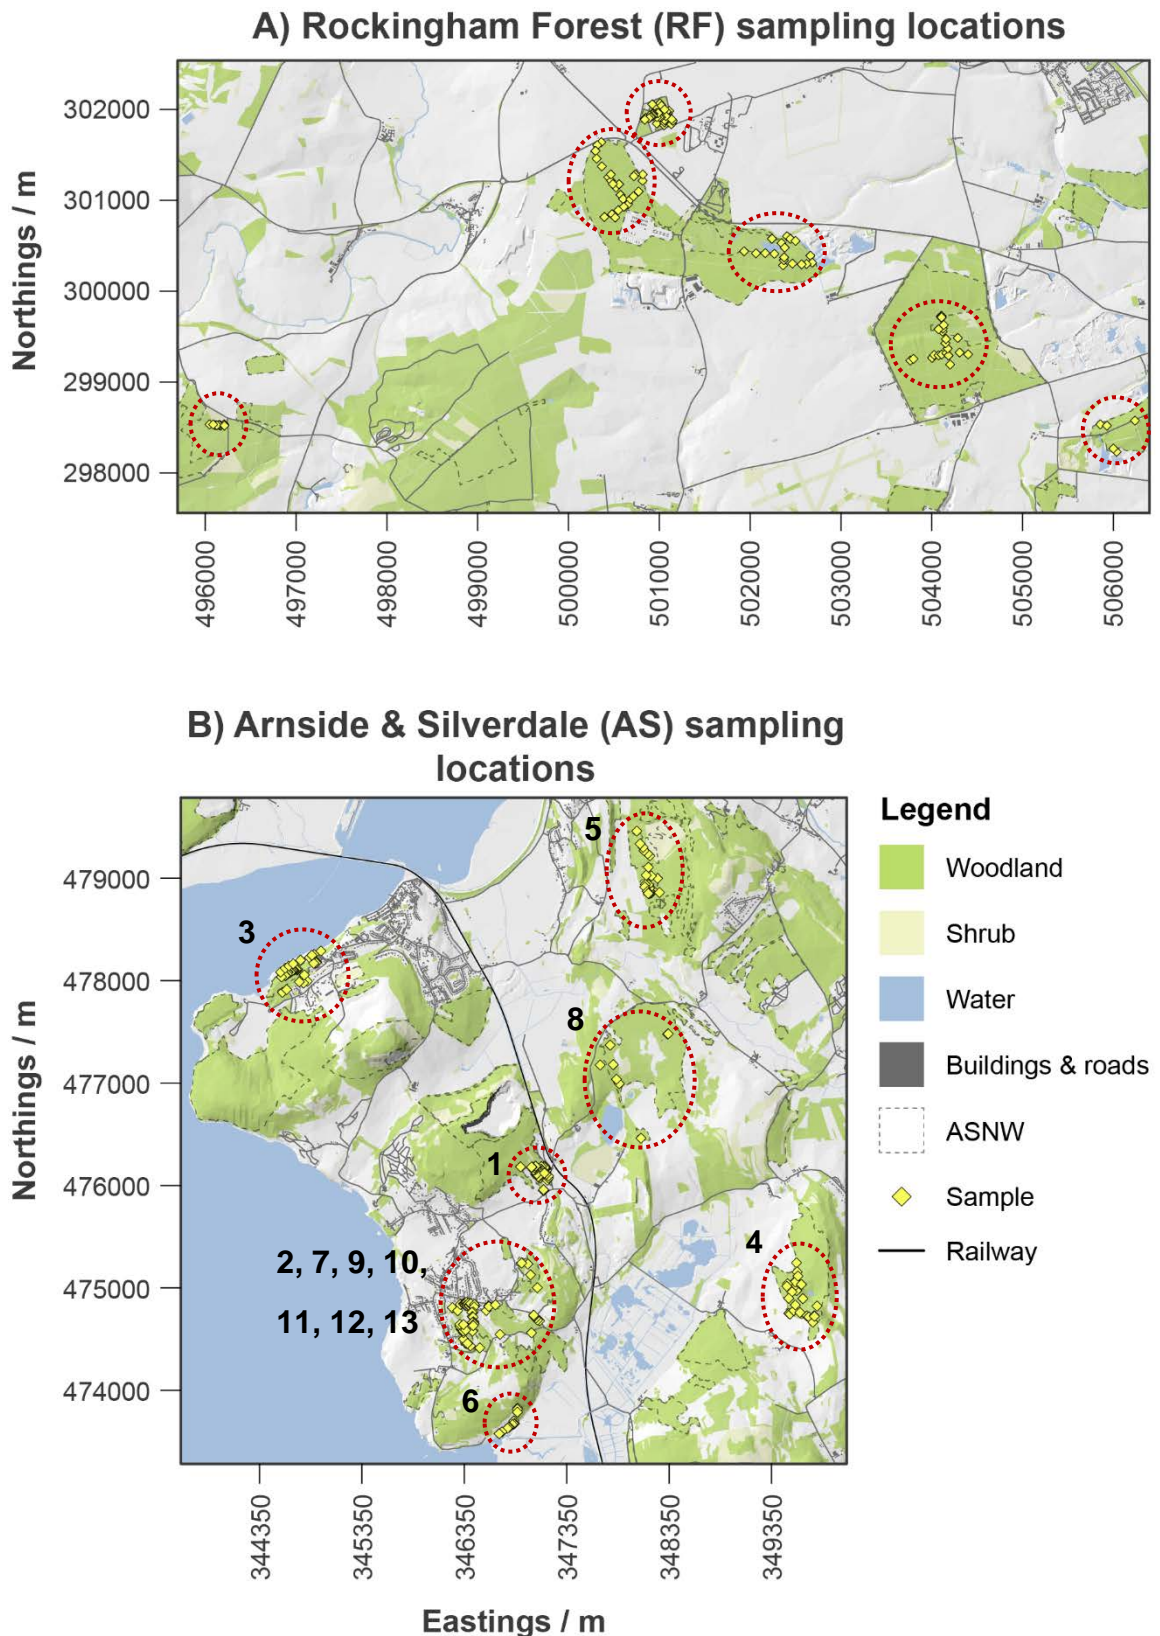 A) Rockingham Forest (RF) sampling locations
Northings / m
302000
301000
300000
299000
298000
496000
497000
498000
499000
500000
501000
502000
503000
504000
505000
506000
B) Arnside & Silverdale (AS) sampling
locations
Northings / m
479000
478000
477000
476000
475000
474000
5
3
8
1
4
2, 7, 9, 10,
11, 12, 13
6
344350
345350
346350
347350
348350
349350
Eastings / m
Legend
Woodland
Shrub
Water
Buildings & roads
ASNW
Sample
Railway